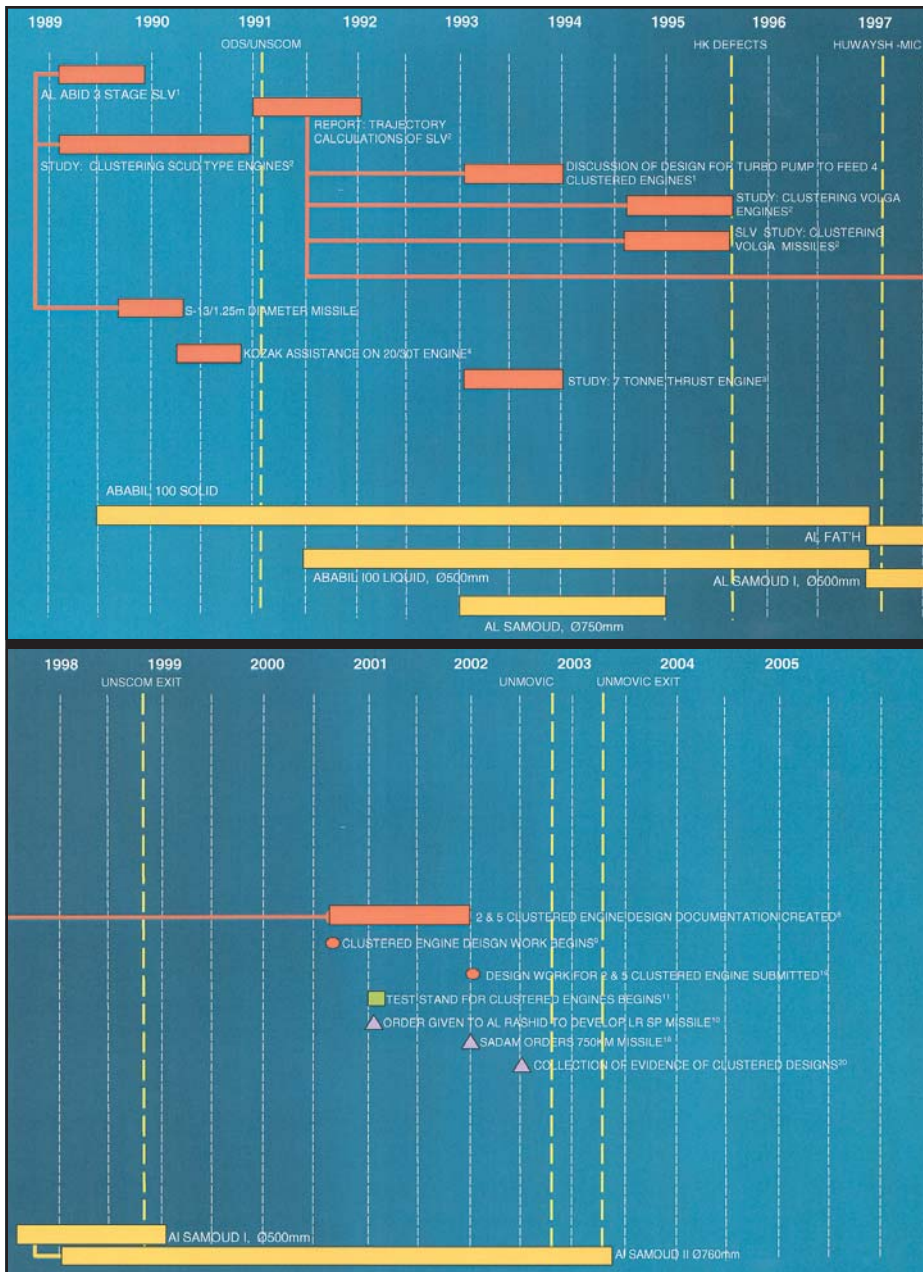 1989 1990 1991 1992 1993 1994 1995 1996 1997
ODS/UNSCOM HK DEFECTS HUWAYSH -MIC
AL ABID 3 STAGE SLV¹
REPORT: TRAJECTORY
CALCULATIONS OF SLV²
STUDY: CLUSTERING SCUD TYPE ENGINES²
DISCUSSION OF DESIGN FOR TURBO PUMP TO FEED 4
CLUSTERED ENGINES¹
STUDY: CLUSTERING VOLGA
ENGINES²
SLV STUDY: CLUSTERING
VOLGA MISSILES²
S-13/1.25m DIAMETER MISSILE
KOZAK ASSISTANCE ON 20/30T ENGINE⁴
STUDY: 7 TONNE THRUST ENGINE³
ABABIL 100 SOLID
AL FAT'H
ABABIL I00 LIQUID, Ø500mm
AL SAMOUD I, Ø500mm
AL SAMOUD, Ø750mm
1998 1999 2000 2001 2002 2003 2004 2005
UNSCOM EXIT UNMOVIC UNMOVIC EXIT
2 & 5 CLUSTERED ENGINE DESIGN DOCUMENTATION CREATED⁸
CLUSTERED ENGINE DEISGN WORK BEGINS⁹
DESIGN WORK FOR 2 & 5 CLUSTERED ENGINE SUBMITTED¹⁵
TEST STAND FOR CLUSTERED ENGINES BEGINS¹¹
ORDER GIVEN TO AL RASHID TO DEVELOP LR SP MISSILE¹⁰
SADAM ORDERS 750KM MISSILE¹⁸
COLLECTION OF EVIDENCE OF CLUSTERED DESIGNS²⁰
Al SAMOUD I, Ø500mm
Al SAMOUD II Ø760mm